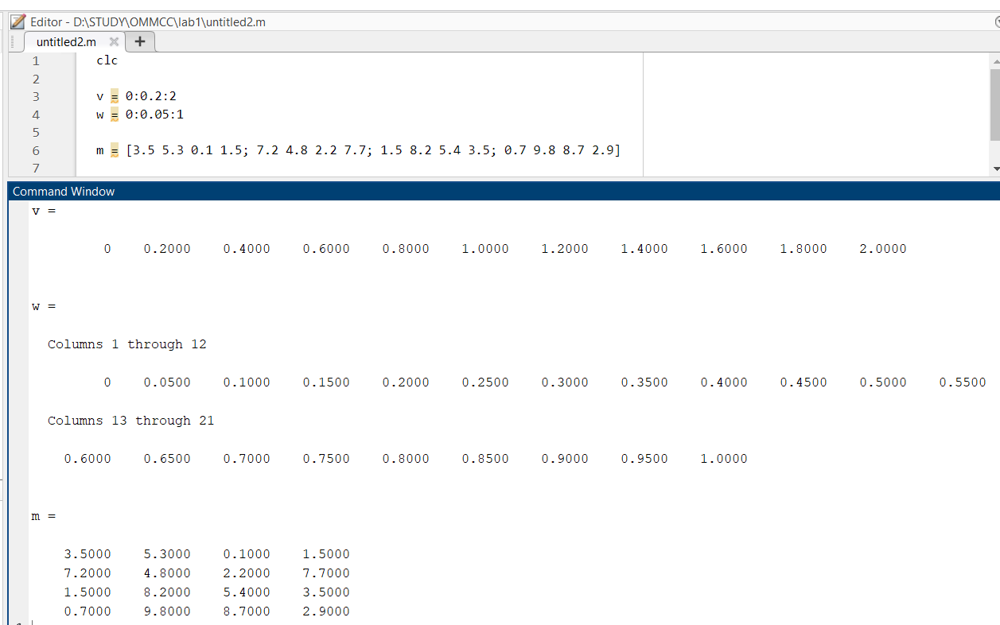 Editor - D:\STUDY\OMMCC\lab1\untitled2.m
untitled2.m
1 clc
2
3 v = 0:0.2:2
4 w = 0:0.05:1
5
6 m = [3.5 5.3 0.1 1.5; 7.2 4.8 2.2 7.7; 1.5 8.2 5.4 3.5; 0.7 9.8 8.7 2.9]
7
Command Window
v =
0 0.2000 0.4000 0.6000 0.8000 1.0000 1.2000 1.4000 1.6000 1.8000 2.0000
w =
Columns 1 through 12
0 0.0500 0.1000 0.1500 0.2000 0.2500 0.3000 0.3500 0.4000 0.4500 0.5000 0.5500
Columns 13 through 21
0.6000 0.6500 0.7000 0.7500 0.8000 0.8500 0.9000 0.9500 1.0000
m =
3.5000 5.3000 0.1000 1.5000
7.2000 4.8000 2.2000 7.7000
1.5000 8.2000 5.4000 3.5000
0.7000 9.8000 8.7000 2.9000